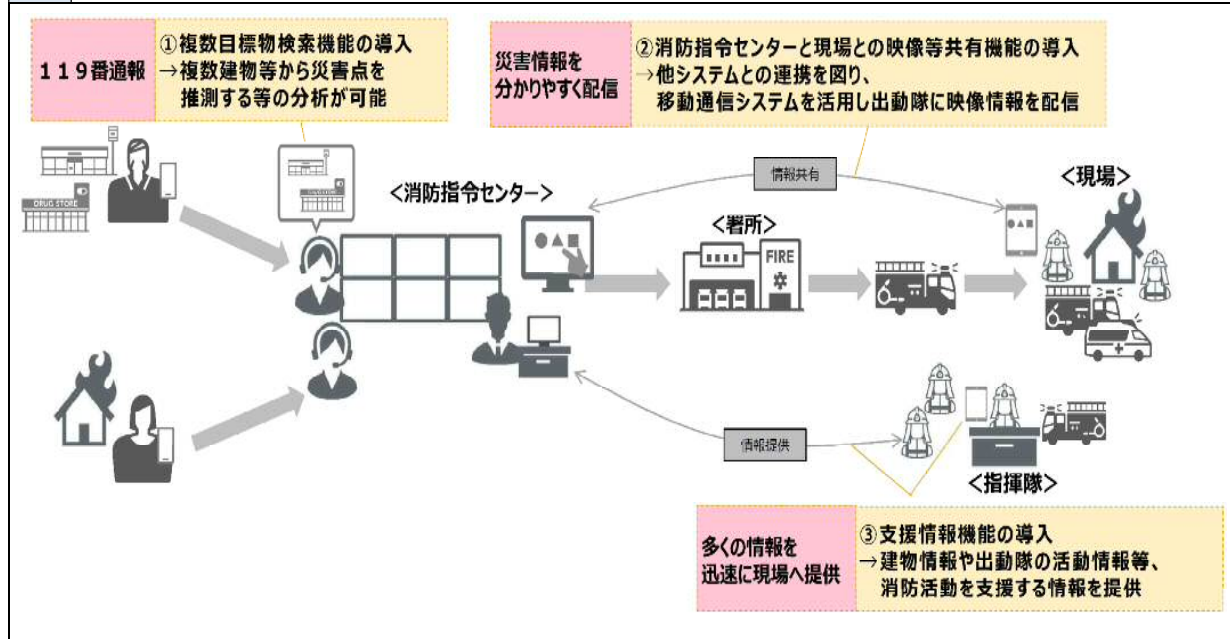 119番通報
①複数目標物検索機能の導入
→複数建物等から災害点を
推測する等の分析が可能
災害情報を
分かりやすく配信
②消防指令センターと現場との映像等共有機能の導入
→他システムとの連携を図り、
移動通信システムを活用し出動隊に映像情報を配信
DRUG STORE
<消防指令センター>
情報共有
<署所>
FIRE
<現場>
情報提供
<指揮隊>
多くの情報を
迅速に現場へ提供
③支援情報機能の導入
→建物情報や出動隊の活動情報等、
消防活動を支援する情報を提供